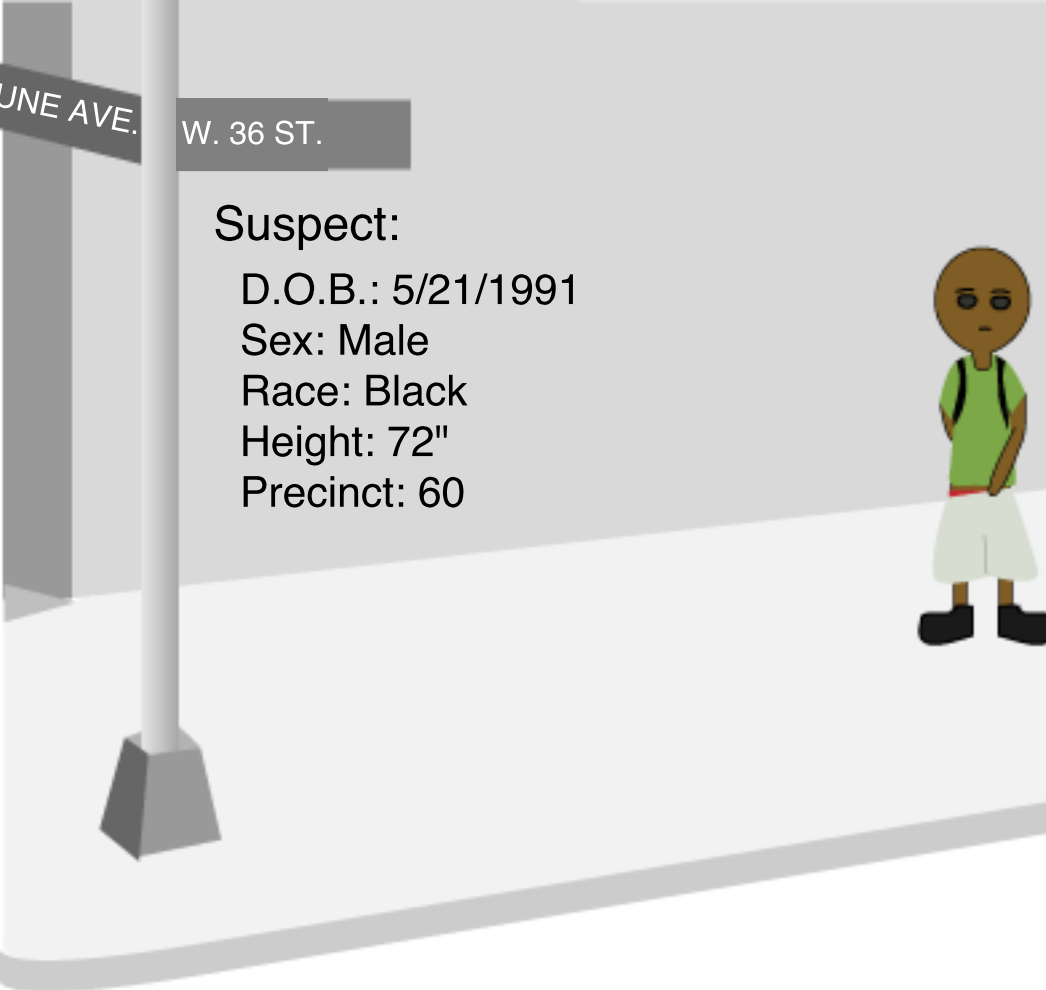 UNE AVE.
W. 36 ST.
Suspect:
D.O.B.: 5/21/1991
Sex: Male
Race: Black
Height: 72"
Precinct: 60